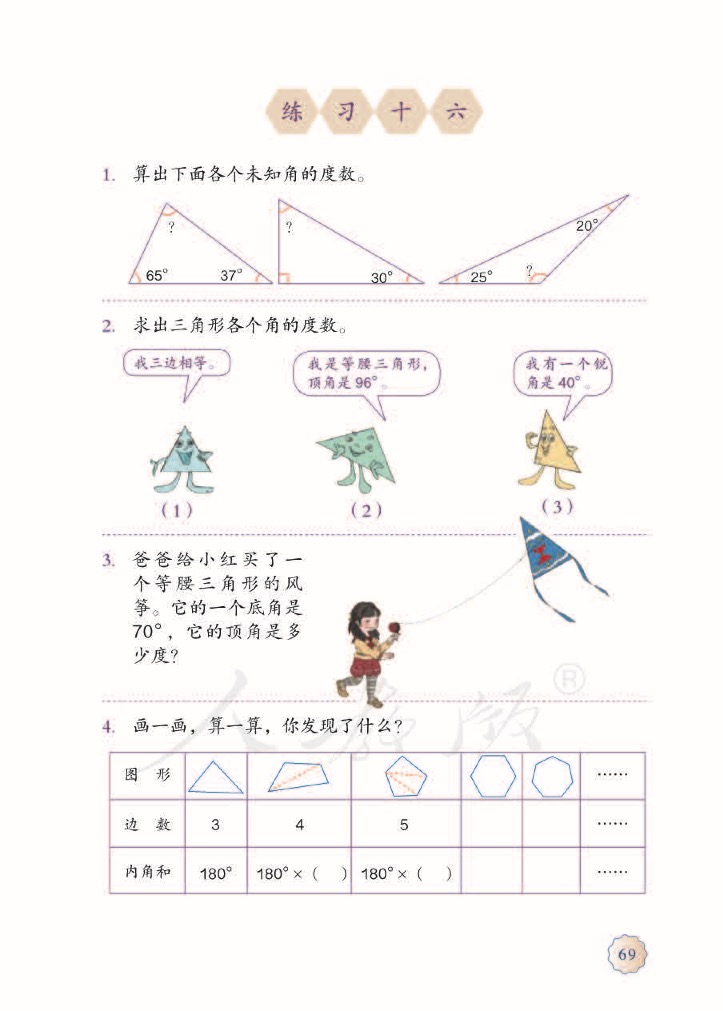 练习十六
1. 算出下面各个未知角的度数。
? 65° 37°
? 30°
20° 25° ?
2. 求出三角形各个角的度数。
我三边相等。
我是等腰三角形，
顶角是 96°。
我有一个锐
角是 40°。
（1） （2） （3）
3. 爸爸给小红买了一
个等腰三角形的风
筝。它的一个底角是
70°，它的顶角是多
少度？
4. 画一画，算一算，你发现了什么？
图 形 ……
边 数 3 4 5 ……
内角和 180° 180°×（ ） 180°×（ ） ……
人教版®
69